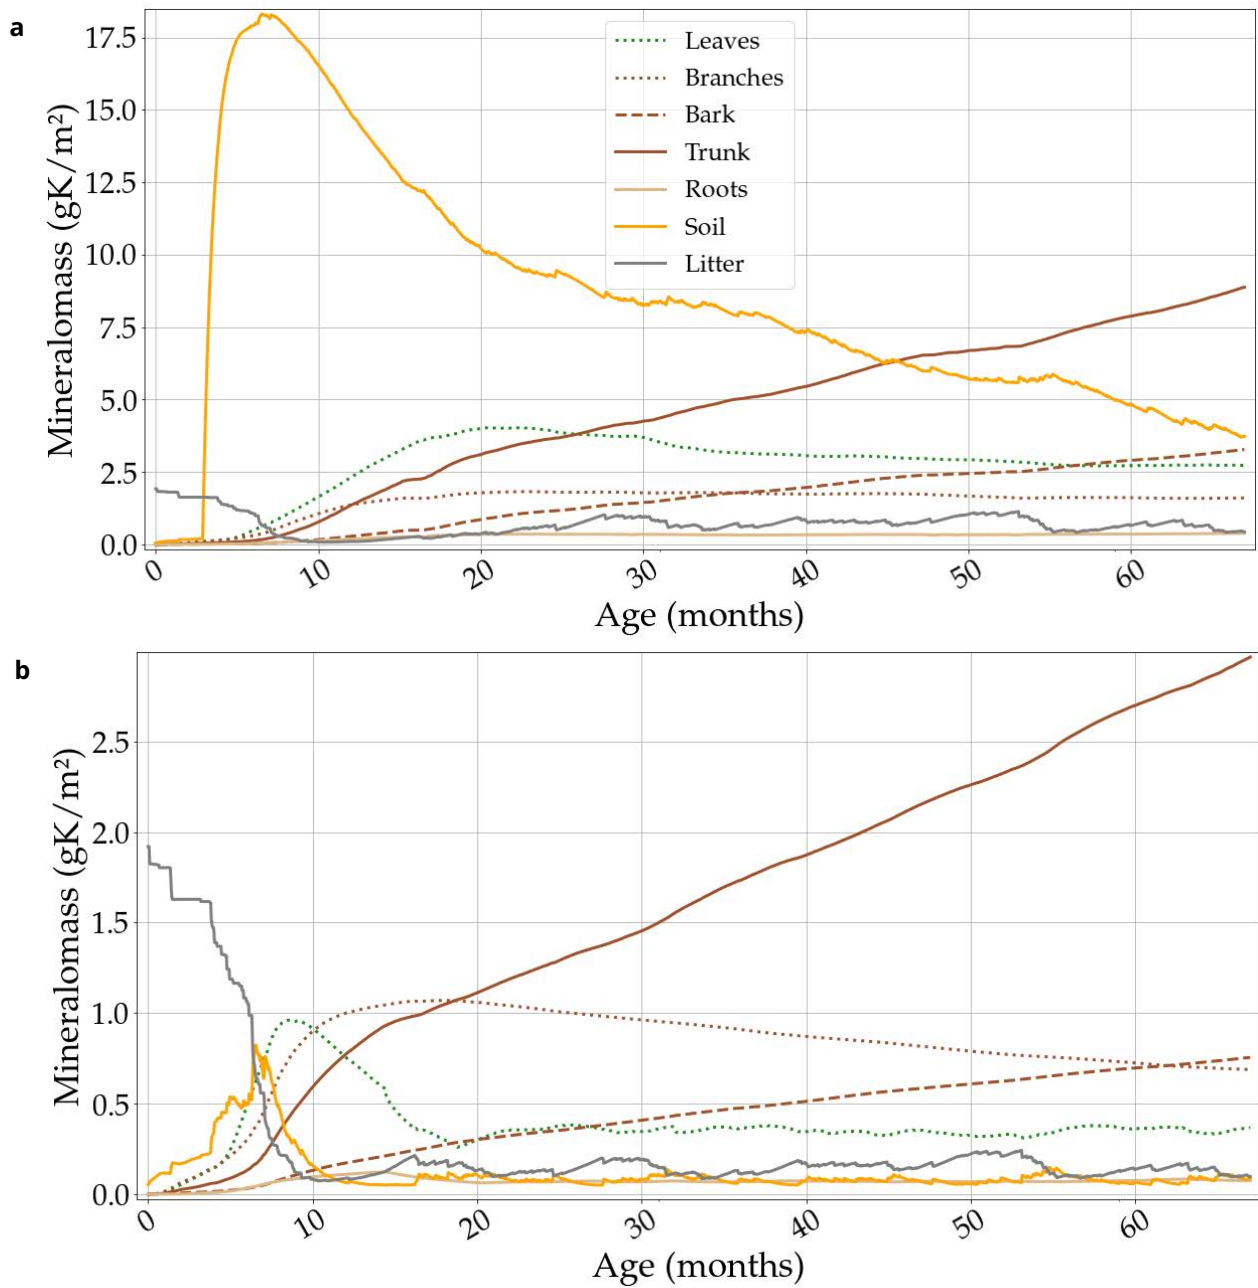 a
17.5
15.0
12.5
10.0
7.5
5.0
2.5
0.0
Mineralomass (gK/m²)
Leaves
Branches
Bark
Trunk
Roots
Soil
Litter
0 10 20 30 40 50 60
Age (months)
b
2.5
2.0
1.5
1.0
0.5
0.0
Mineralomass (gK/m²)
0 10 20 30 40 50 60
Age (months)